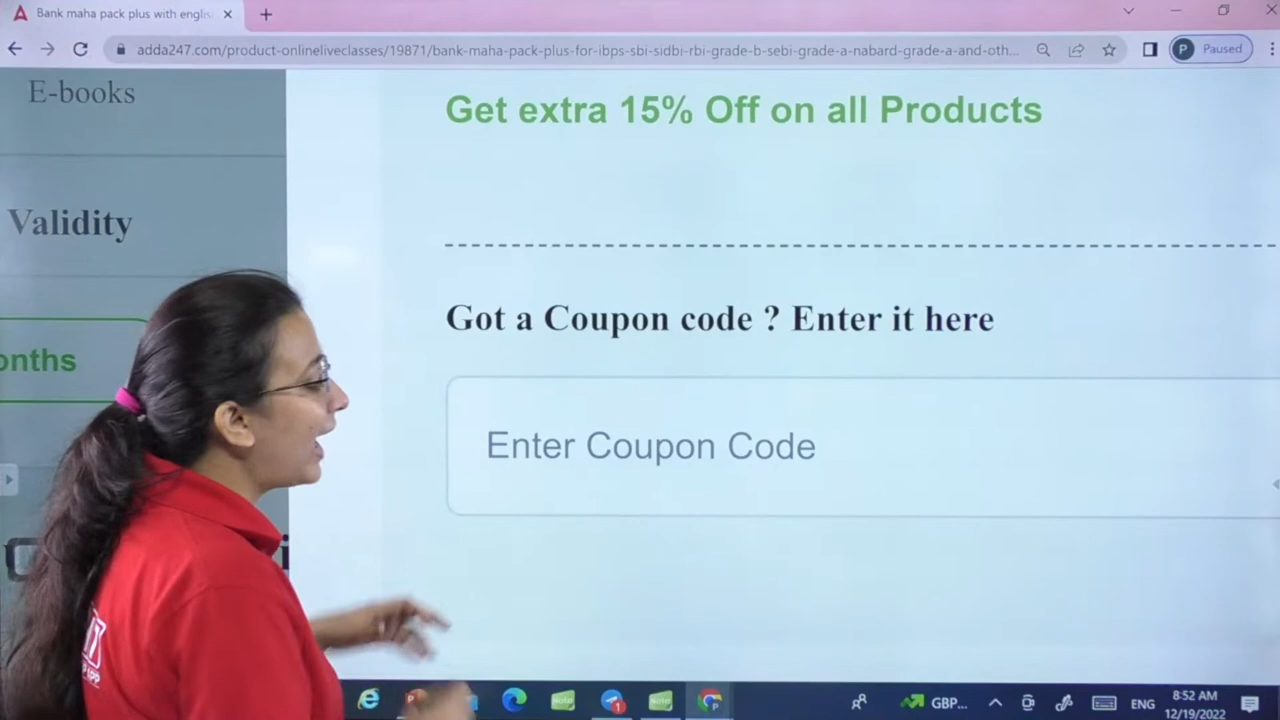 Bank maha pack plus with englis
adda247.com/product-onlineliveclasses/19871/bank-maha-pack-plus-for-ibps-sbi-sidbi-rbi-grade-b-sebi-grade-a-nabard-grade-a-and-oth...
P Paused
E-books
Get extra 15% Off on all Products
Validity
Got a Coupon code ? Enter it here
onths
Enter Coupon Code
GBP...
ENG
8:52 AM
12/19/2022